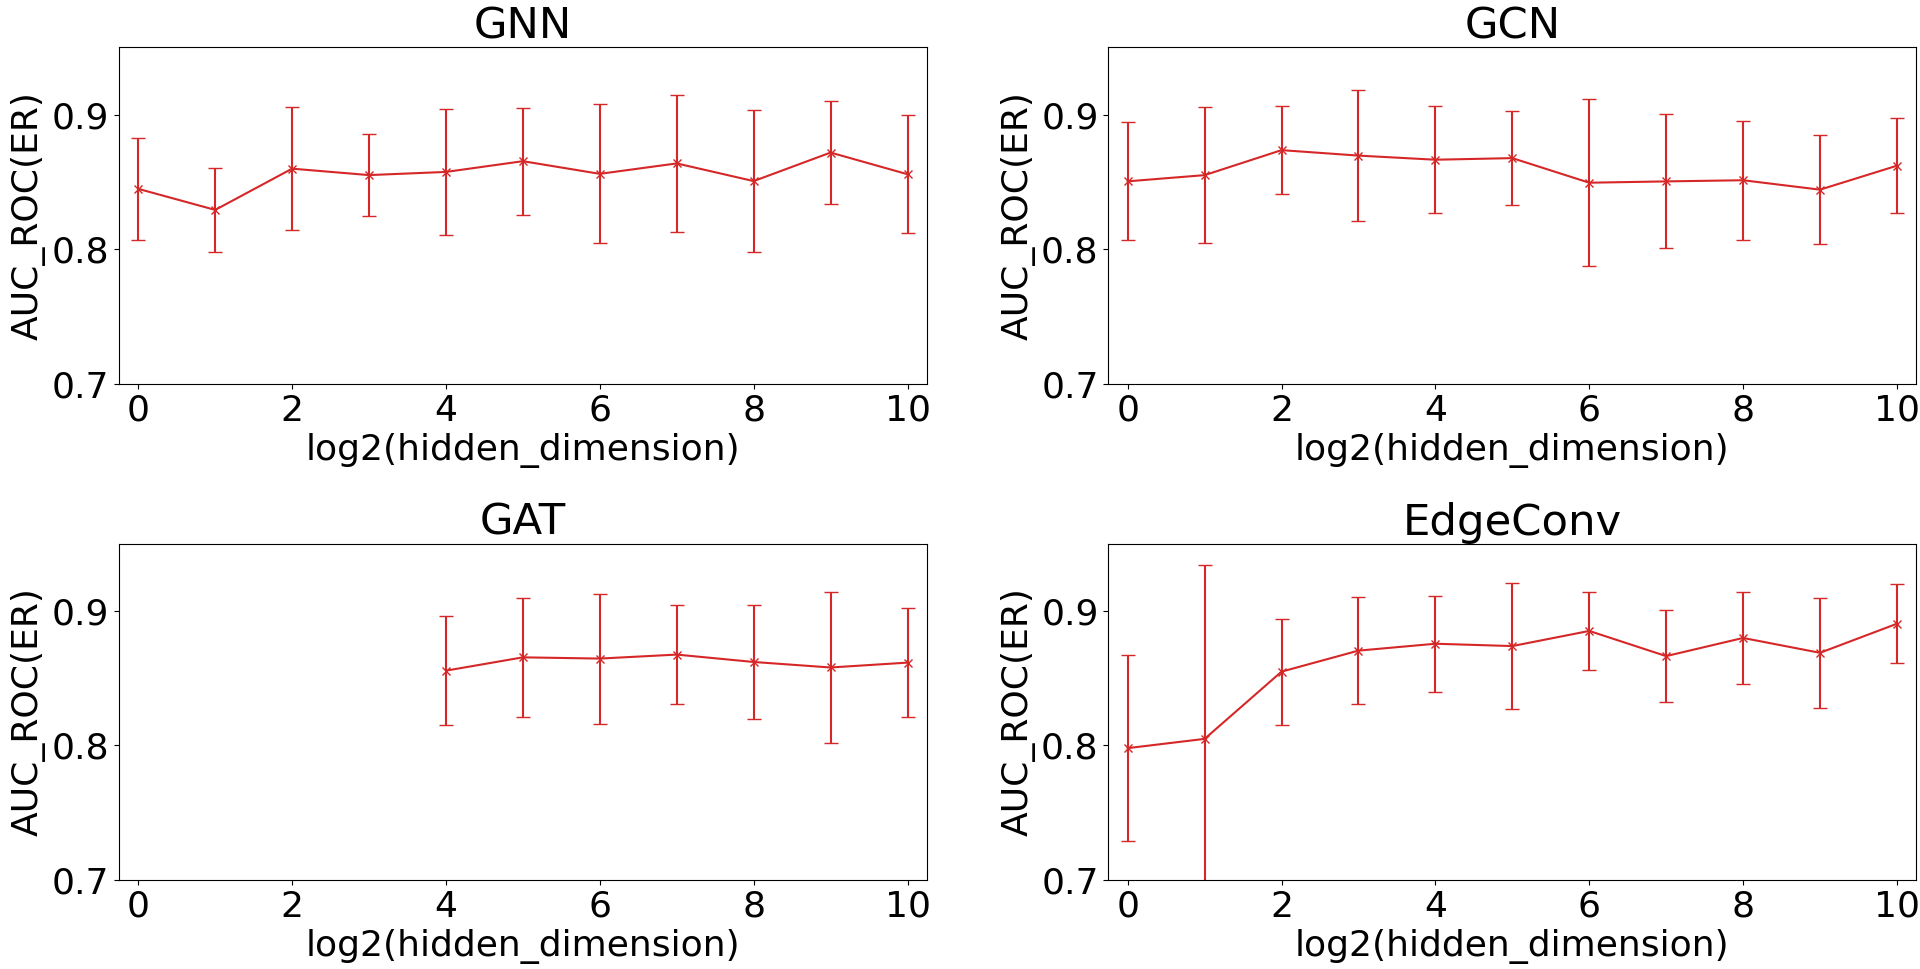 GNN
AUC_ROC(ER)
0.9
0.8
0.7
0 2 4 6 8 10
log2(hidden_dimension)
GCN
AUC_ROC(ER)
0.9
0.8
0.7
0 2 4 6 8 10
log2(hidden_dimension)
GAT
AUC_ROC(ER)
0.9
0.8
0.7
0 2 4 6 8 10
log2(hidden_dimension)
EdgeConv
AUC_ROC(ER)
0.9
0.8
0.7
0 2 4 6 8 10
log2(hidden_dimension)